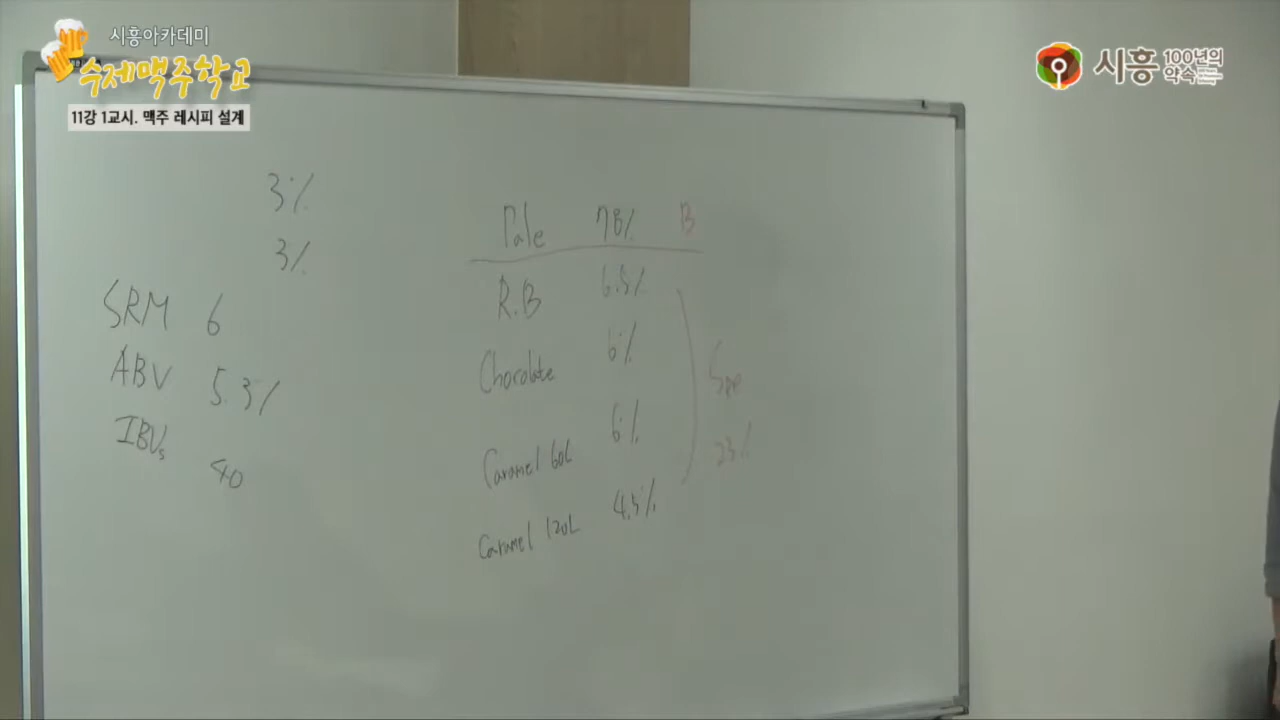 시흥아카데미
수제맥주학교
11강 1교시. 맥주 레시피 설계
시흥 100년의 약속
3%
3%
SRM 6
ABV 5.3%
IBUs 40
Pale 78% B
R.B 6.5%
Chocolate 6%
Caramel 60L 6%
Caramel 120L 4.5%
Spe
23%